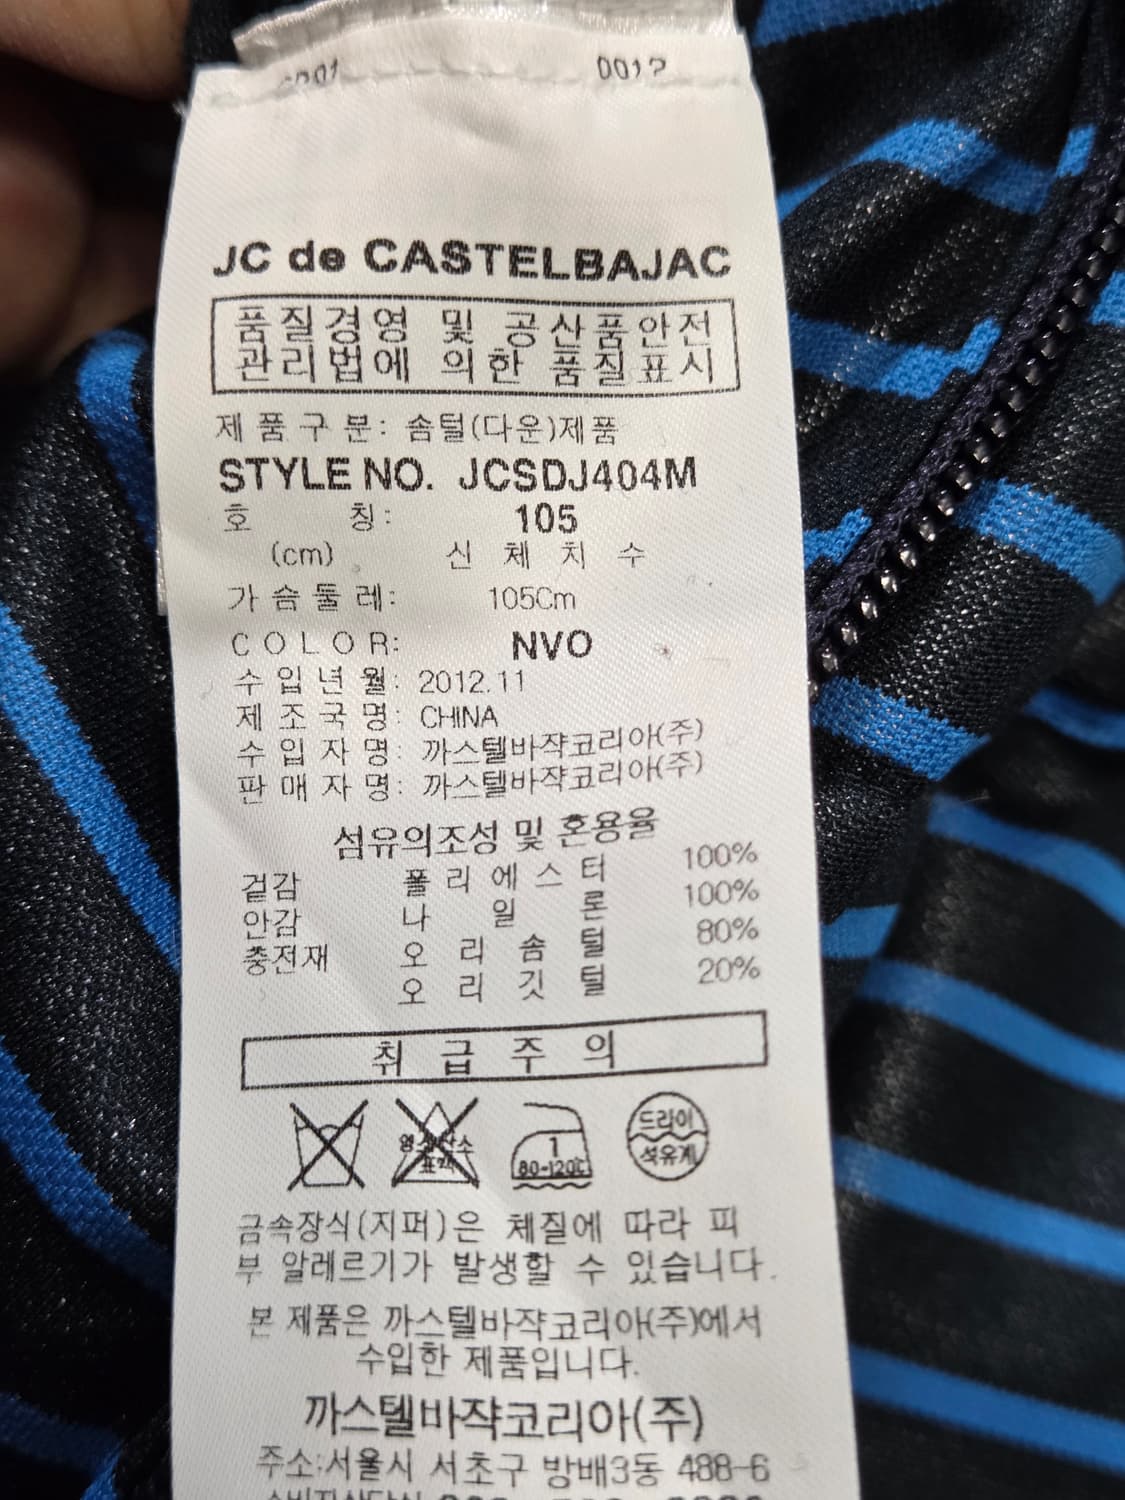 0012
JC de CASTELBAJAC
품질경영 및 공산품안전
관리법에 의한 품질표시
제품구분: 솜털(다운)제품
STYLE NO. JCSDJ404M
호 칭: 105
(cm) 신체치수
가슴둘레: 105Cm
COLOR: NVO
수입년월: 2012.11
제조국명: CHINA
수입자명: 까스텔바쟉코리아(주)
판매자명: 까스텔바쟉코리아(주)
섬유의조성 및 혼용율
겉감 폴리에스터 100%
안감 나일론 100%
충전재 오리솜털 80%
오리깃털 20%
취급주의
드라이
1
80~120℃
석유계
금속장식(지퍼)은 체질에 따라 피
부 알레르기가 발생할 수 있습니다.
본 제품은 까스텔바쟉코리아(주)에서
수입한 제품입니다.
까스텔바쟉코리아(주)
주소:서울시 서초구 방배3동 488-6